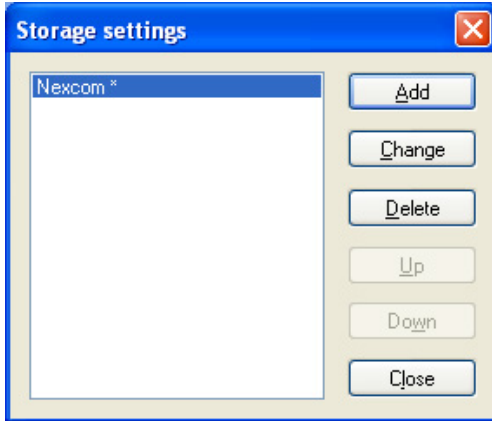 Storage settings
Nexcom *
Add
Change
Delete
Up
Down
Close